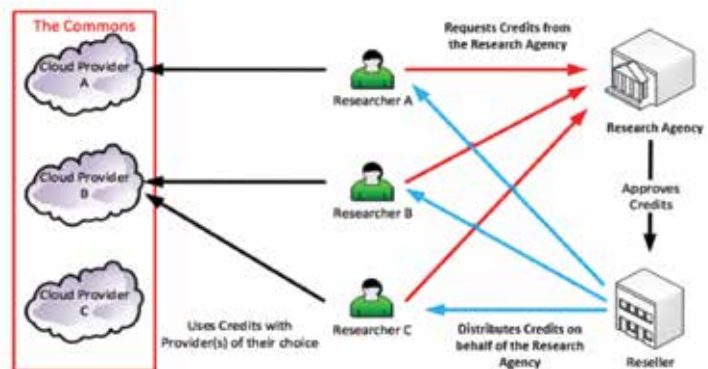 The Commons
Cloud Provider
A
Cloud Provider
B
Cloud Provider
C
Researcher A
Researcher B
Researcher C
Uses Credits with
Provider(s) of their choice
Requests Credits from
the Research Agency
Research Agency
Approves
Credits
Distributes Credits on
behalf of the Research
Agency
Reseller